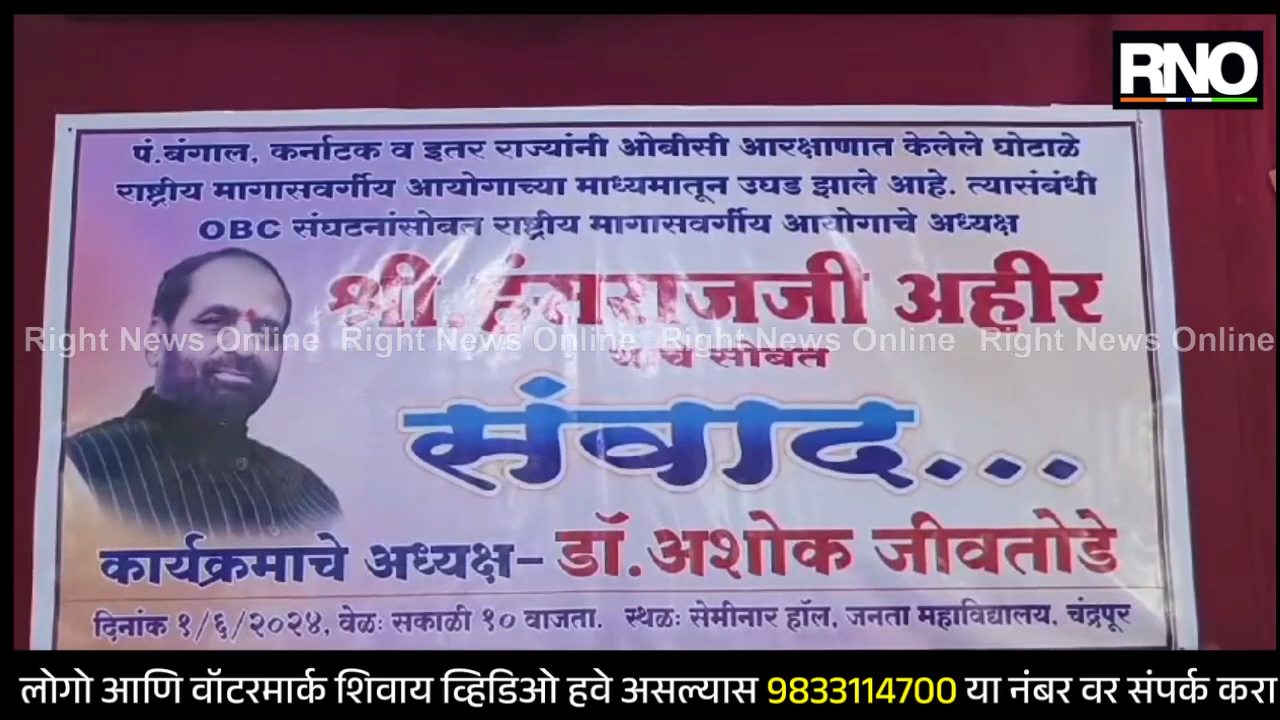 RNO
पं.बंगाल, कर्नाटक व इतर राज्यांनी ओबीसी आरक्षाणात केलेले घोटाळे
राष्ट्रीय मागासवर्गीय आयोगाच्या माध्यमातून उघड झाले आहे. त्यासंबंधी
OBC संघटनांसोबत राष्ट्रीय मागासवर्गीय आयोगाचे अध्यक्ष
श्री.हंसराजजी अहीर
Right News Online Right News Online Right News Online Right News Online
सोबत
संवाद...
कार्यक्रमाचे अध्यक्ष– डॉ.अशोक जीवतोडे
दिनांक १/६/२०२४, वेळः सकाळी १० वाजता. स्थळः सेमीनार हॉल, जनता महाविद्यालय, चंद्रपूर
लोगो आणि वॉटरमार्क शिवाय व्हिडिओ हवे असल्यास 9833114700 या नंबर वर संपर्क करा